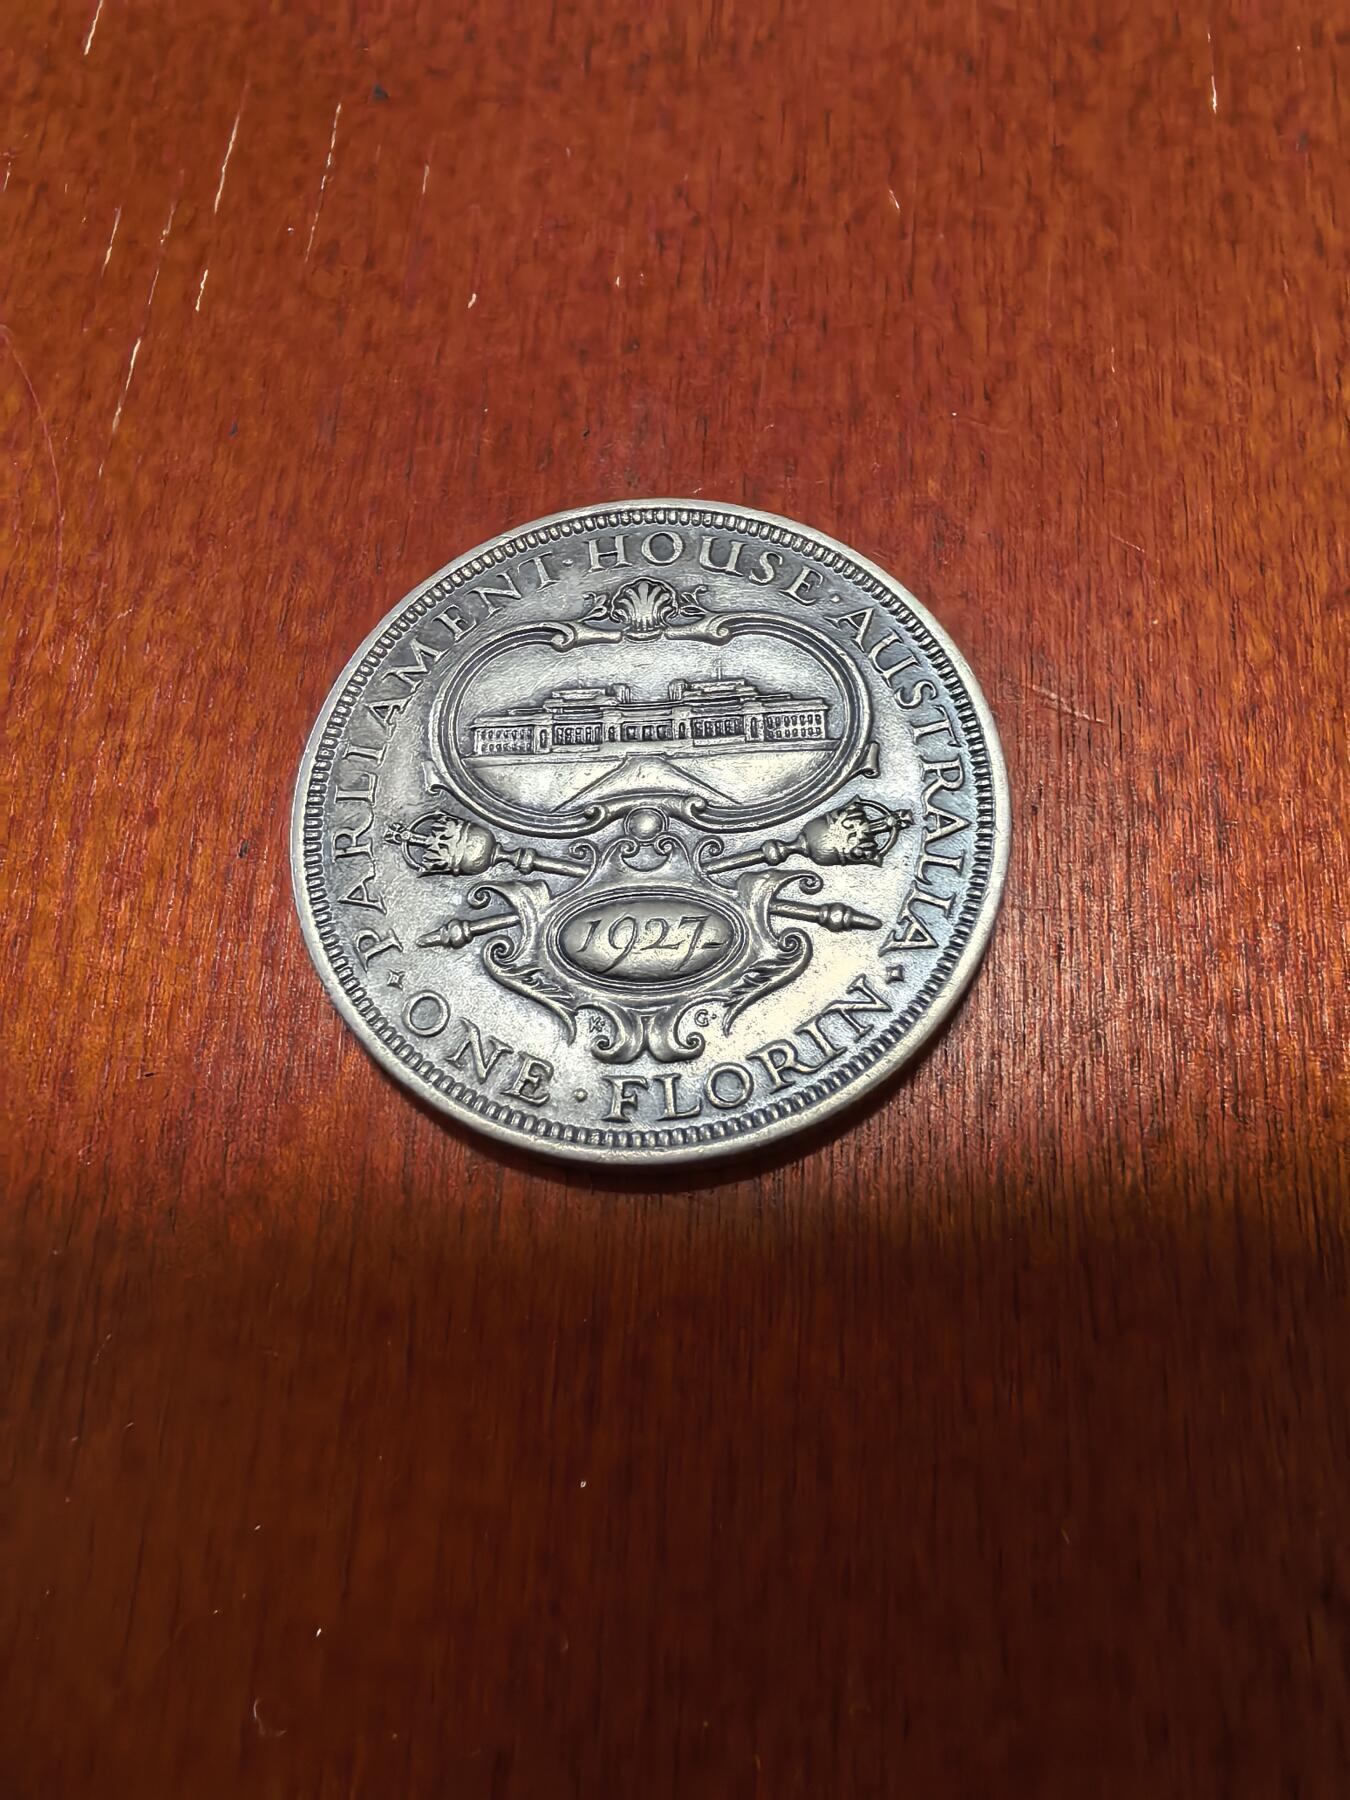 PARLIAMENT·HOUSE·AUSTRALIA
1927
K· G·
·ONE·FLORIN·